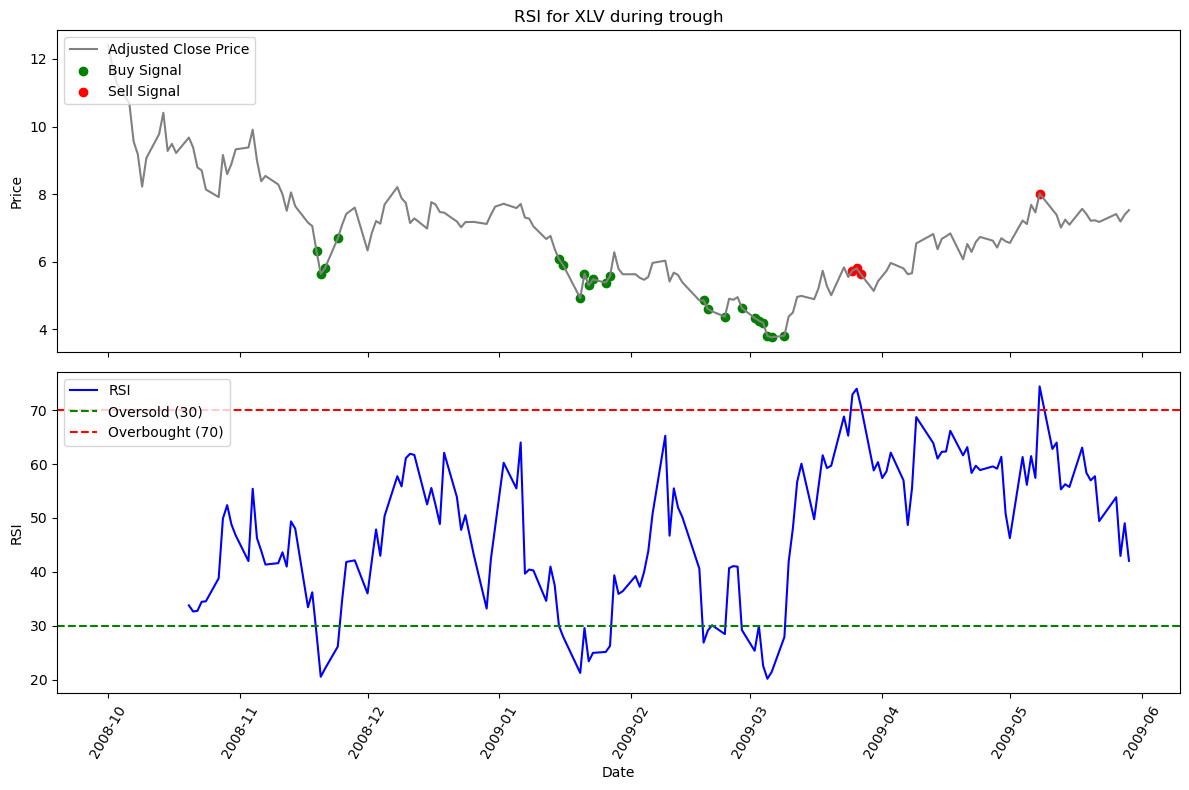 RSI for XLV during trough
Adjusted Close Price
Buy Signal
Sell Signal
12
10
8
6
4
Price
RSI
Oversold (30)
Overbought (70)
70
60
50
40
30
20
RSI
2008-10
2008-11
2008-12
2009-01
2009-02
2009-03
2009-04
2009-05
2009-06
Date